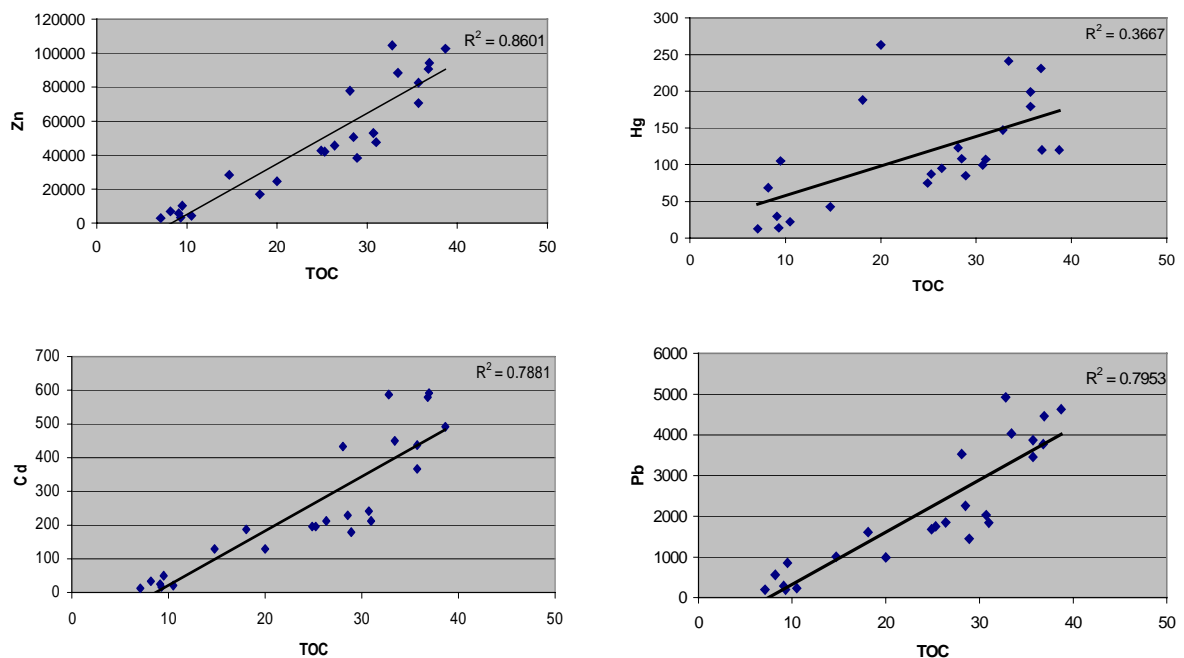 120000
100000
80000
60000
40000
20000
0
Zn
R² = 0.8601
0 10 20 30 40 50
TOC
300
250
200
150
100
50
0
Hg
R² = 0.3667
0 10 20 30 40 50
TOC
700
600
500
400
300
200
100
0
Cd
R² = 0.7881
0 10 20 30 40 50
TOC
6000
5000
4000
3000
2000
1000
0
Pb
R² = 0.7953
0 10 20 30 40 50
TOC